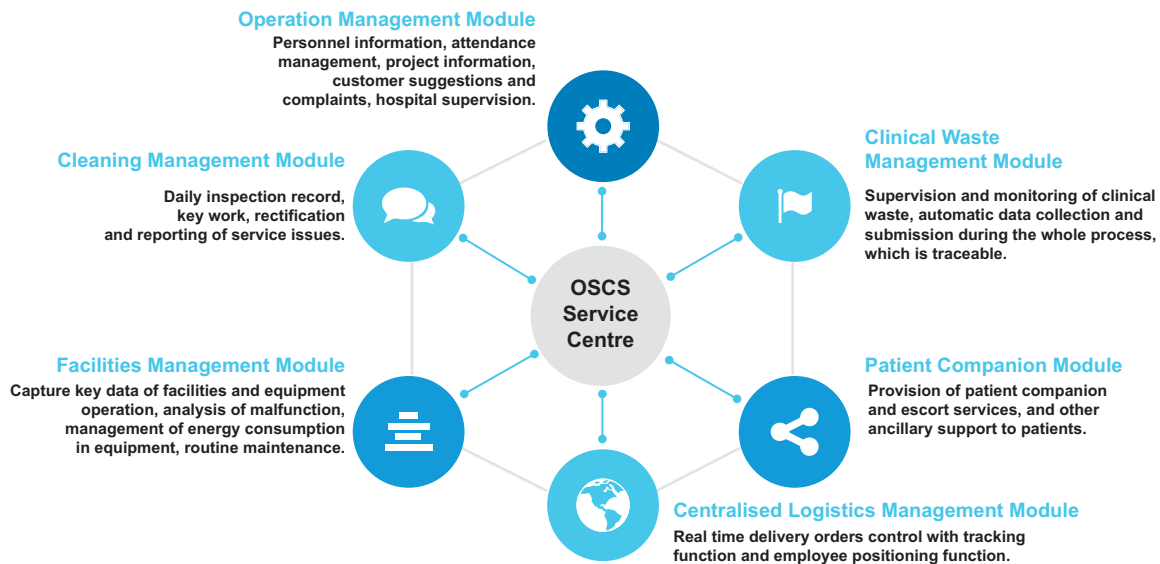 Operation Management Module
Personnel information, attendance
management, project information,
customer suggestions and
complaints, hospital supervision.
Cleaning Management Module
Daily inspection record,
key work, rectification
and reporting of service issues.
Clinical Waste
Management Module
Supervision and monitoring of clinical
waste, automatic data collection and
submission during the whole process,
which is traceable.
OSCS
Service
Centre
Facilities Management Module
Capture key data of facilities and equipment
operation, analysis of malfunction,
management of energy consumption
in equipment, routine maintenance.
Patient Companion Module
Provision of patient companion
and escort services, and other
ancillary support to patients.
Centralised Logistics Management Module
Real time delivery orders control with tracking
function and employee positioning function.